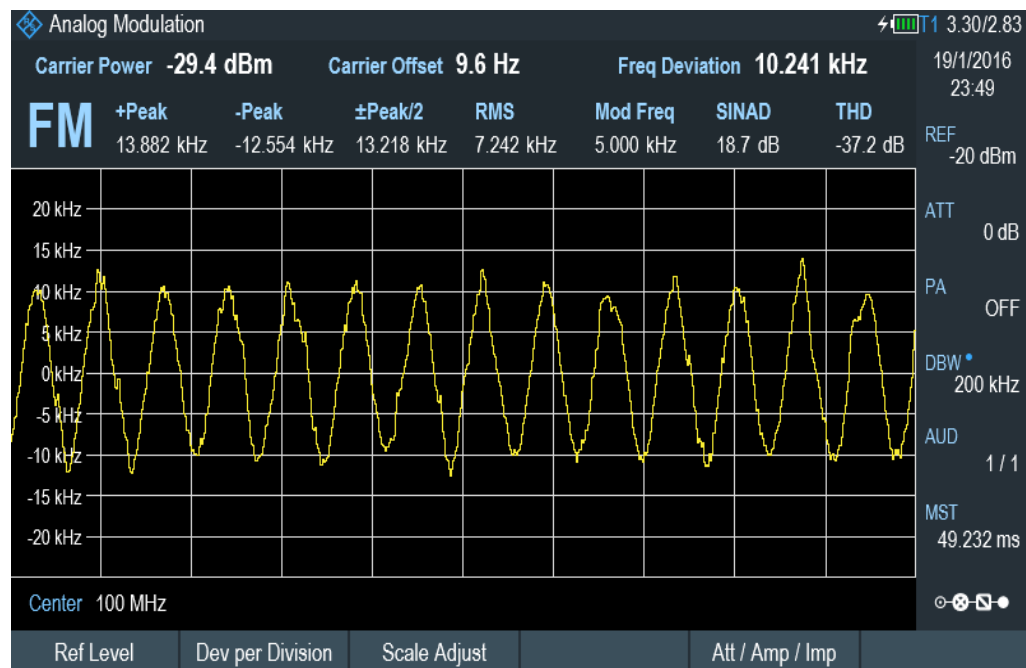 Analog Modulation T1 3.30/2.83
Carrier Power -29.4 dBm Carrier Offset 9.6 Hz Freq Deviation 10.241 kHz
19/1/2016
23:49
FM
+Peak -Peak ±Peak/2 RMS Mod Freq SINAD THD
13.882 kHz -12.554 kHz 13.218 kHz 7.242 kHz 5.000 kHz 18.7 dB -37.2 dB
REF
-20 dBm
ATT
0 dB
PA
OFF
DBW
200 kHz
AUD
1 / 1
MST
49.232 ms
20 kHz
15 kHz
10 kHz
5 kHz
0 kHz
-5 kHz
-10 kHz
-15 kHz
-20 kHz
Center 100 MHz
Ref Level Dev per Division Scale Adjust Att / Amp / Imp